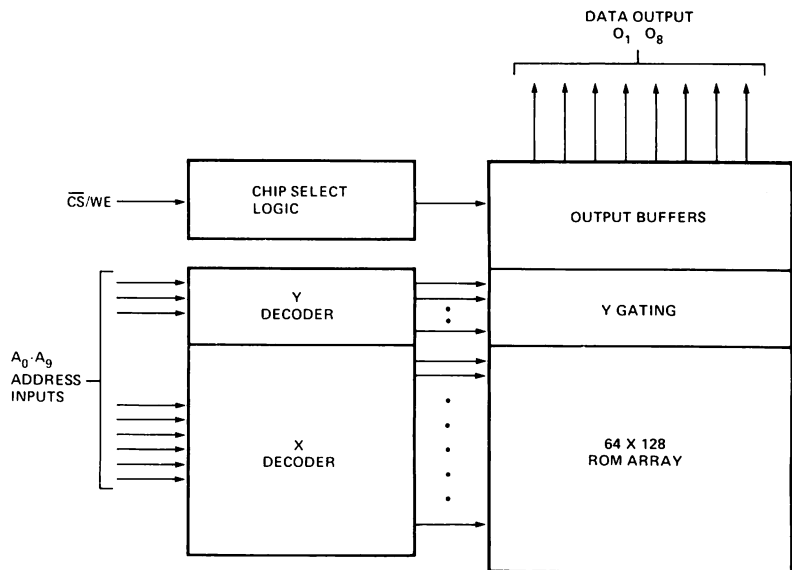 DATA OUTPUT
O₁ O₈
C̅S̅/WE
CHIP SELECT
LOGIC
OUTPUT BUFFERS
Y
DECODER
Y GATING
A₀·A₉
ADDRESS
INPUTS
X
DECODER
64 X 128
ROM ARRAY